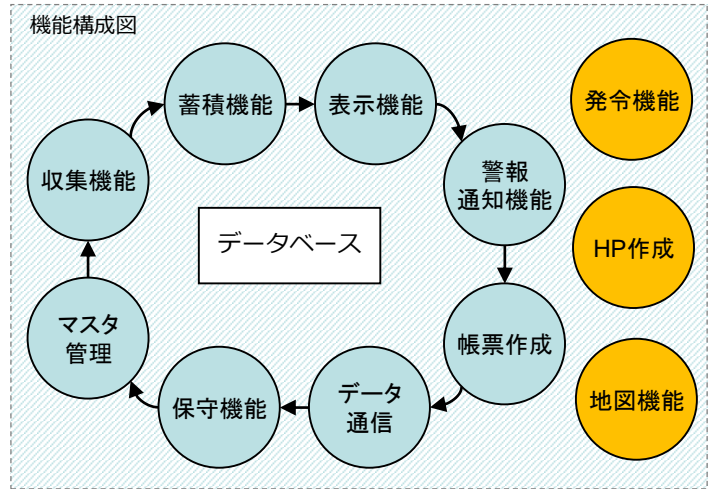 機能構成図
蓄積機能
表示機能
発令機能
収集機能
警報
通知機能
データベース
HP作成
マスタ
管理
帳票作成
保守機能
データ
通信
地図機能